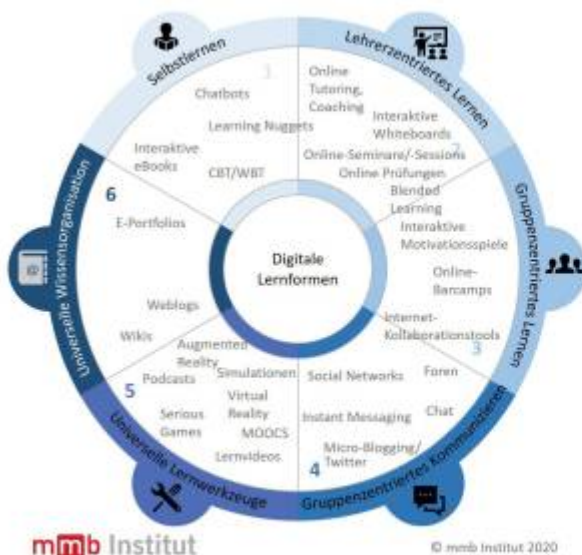 Selbstlernen
1
Chatbots
Learning Nuggets
Interaktive
eBooks
CBT/WBT
Lehrerzentriertes Lernen
Online
Tutoring,
Coaching
Interaktive
Whiteboards
2
Online-Seminare/-Sessions
Online Prüfungen
Blended
Learning
Gruppenzentriertes Lernen
Interaktive
Motivationsspiele
Online-
Barcamps
Internet-
Kollaborationstools
3
Gruppenzentriertes Kommunizieren
Social Networks
Foren
Instant Messaging
Chat
Micro-Blogging/
Twitter
4
Universelle Lernwerkzeuge
5
Augmented
Reality
Podcasts
Simulationen
Virtual
Reality
Serious
Games
MOOCS
Lernvideos
Universelle Wissensorganisation
6
E-Portfolios
Weblogs
Wikis
Digitale
Lernformen
@
mmb Institut
© mmb Institut 2020